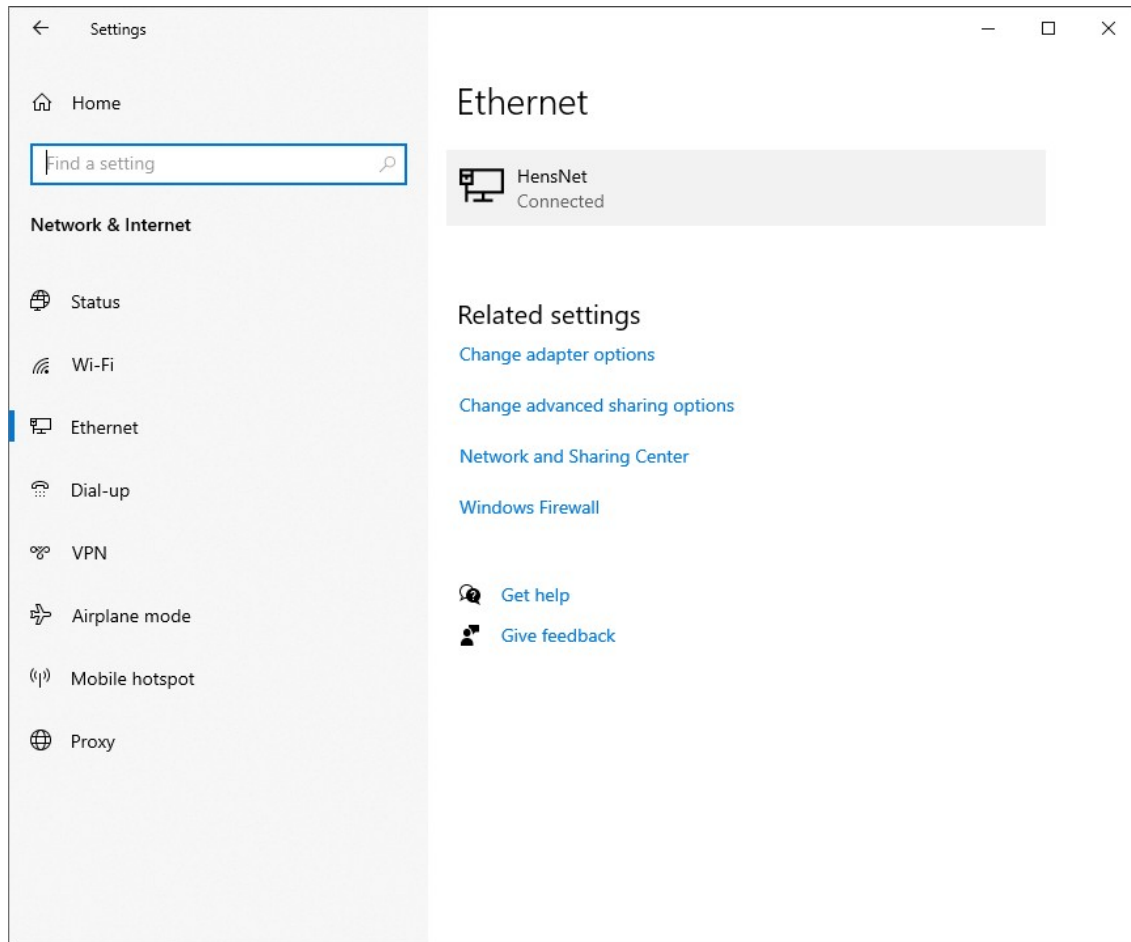 Settings
Home
Find a setting
Network & Internet
Status
Wi-Fi
Ethernet
Dial-up
VPN
Airplane mode
Mobile hotspot
Proxy
Ethernet
HensNet
Connected
Related settings
Change adapter options
Change advanced sharing options
Network and Sharing Center
Windows Firewall
Get help
Give feedback